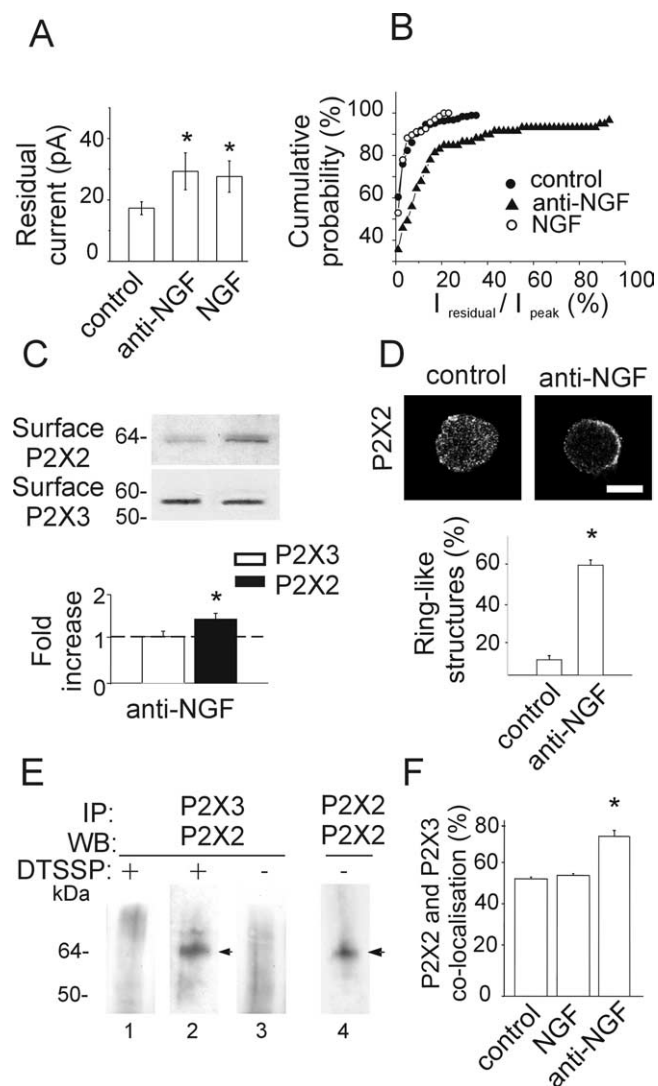 A
Residual
current (pA)
40
20
0
*
*
control
anti-NGF
NGF
B
Cumulative
probability (%)
100
80
60
40
control
anti-NGF
NGF
0 20 40 60 80 100
I residual / I peak (%)
C
Surface
P2X2
64-
Surface
P2X3
60-
50-
P2X3
P2X2
Fold
increase
2
1
0
*
anti-NGF
D
control anti-NGF
P2X2
Ring-like
structures (%)
60
40
20
*
control
anti-NGF
E
IP: P2X3 P2X2
WB: P2X2 P2X2
DTSSP: + + - -
kDa
64-
50-
1 2 3 4
F
P2X2 and P2X3
co-localisation (%)
80
60
40
20
0
*
control
NGF
anti-NGF